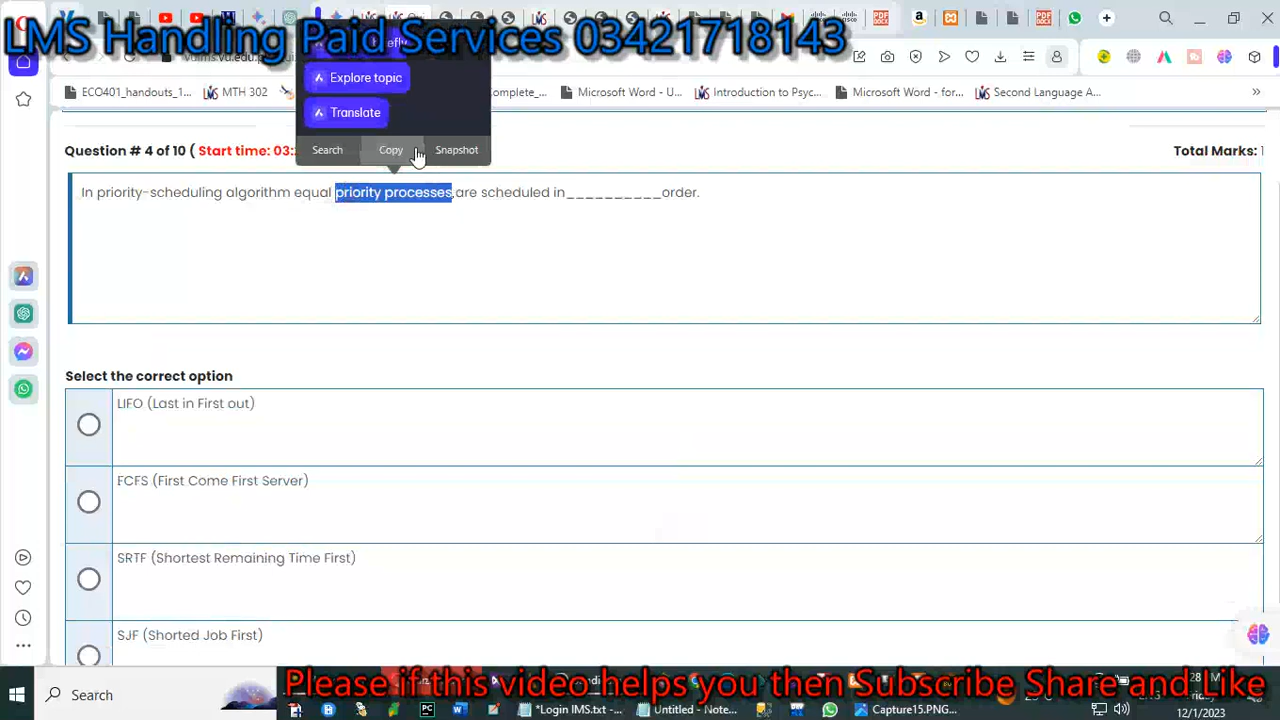 LMS Handling Paid Services 03421718143
Explore topic
Translate
Search Copy Snapshot
ECO401_handouts_1... MTH 302 Complete_... Microsoft Word - U... Introduction to Psyc... Microsoft Word - for... Second Language A... »
Question # 4 of 10 ( Start time: 03: Total Marks: 1
In priority-scheduling algorithm equal priority processes are scheduled in__________order.
Select the correct option
LIFO (Last in First out)
FCFS (First Come First Server)
SRTF (Shortest Remaining Time First)
SJF (Shorted Job First)
Please if this video helps you then Subscribe Share and Like
Search
Friday
*Login IMS.txt - ... Untitled - Note... Capture15.PNG... 12/1/2023